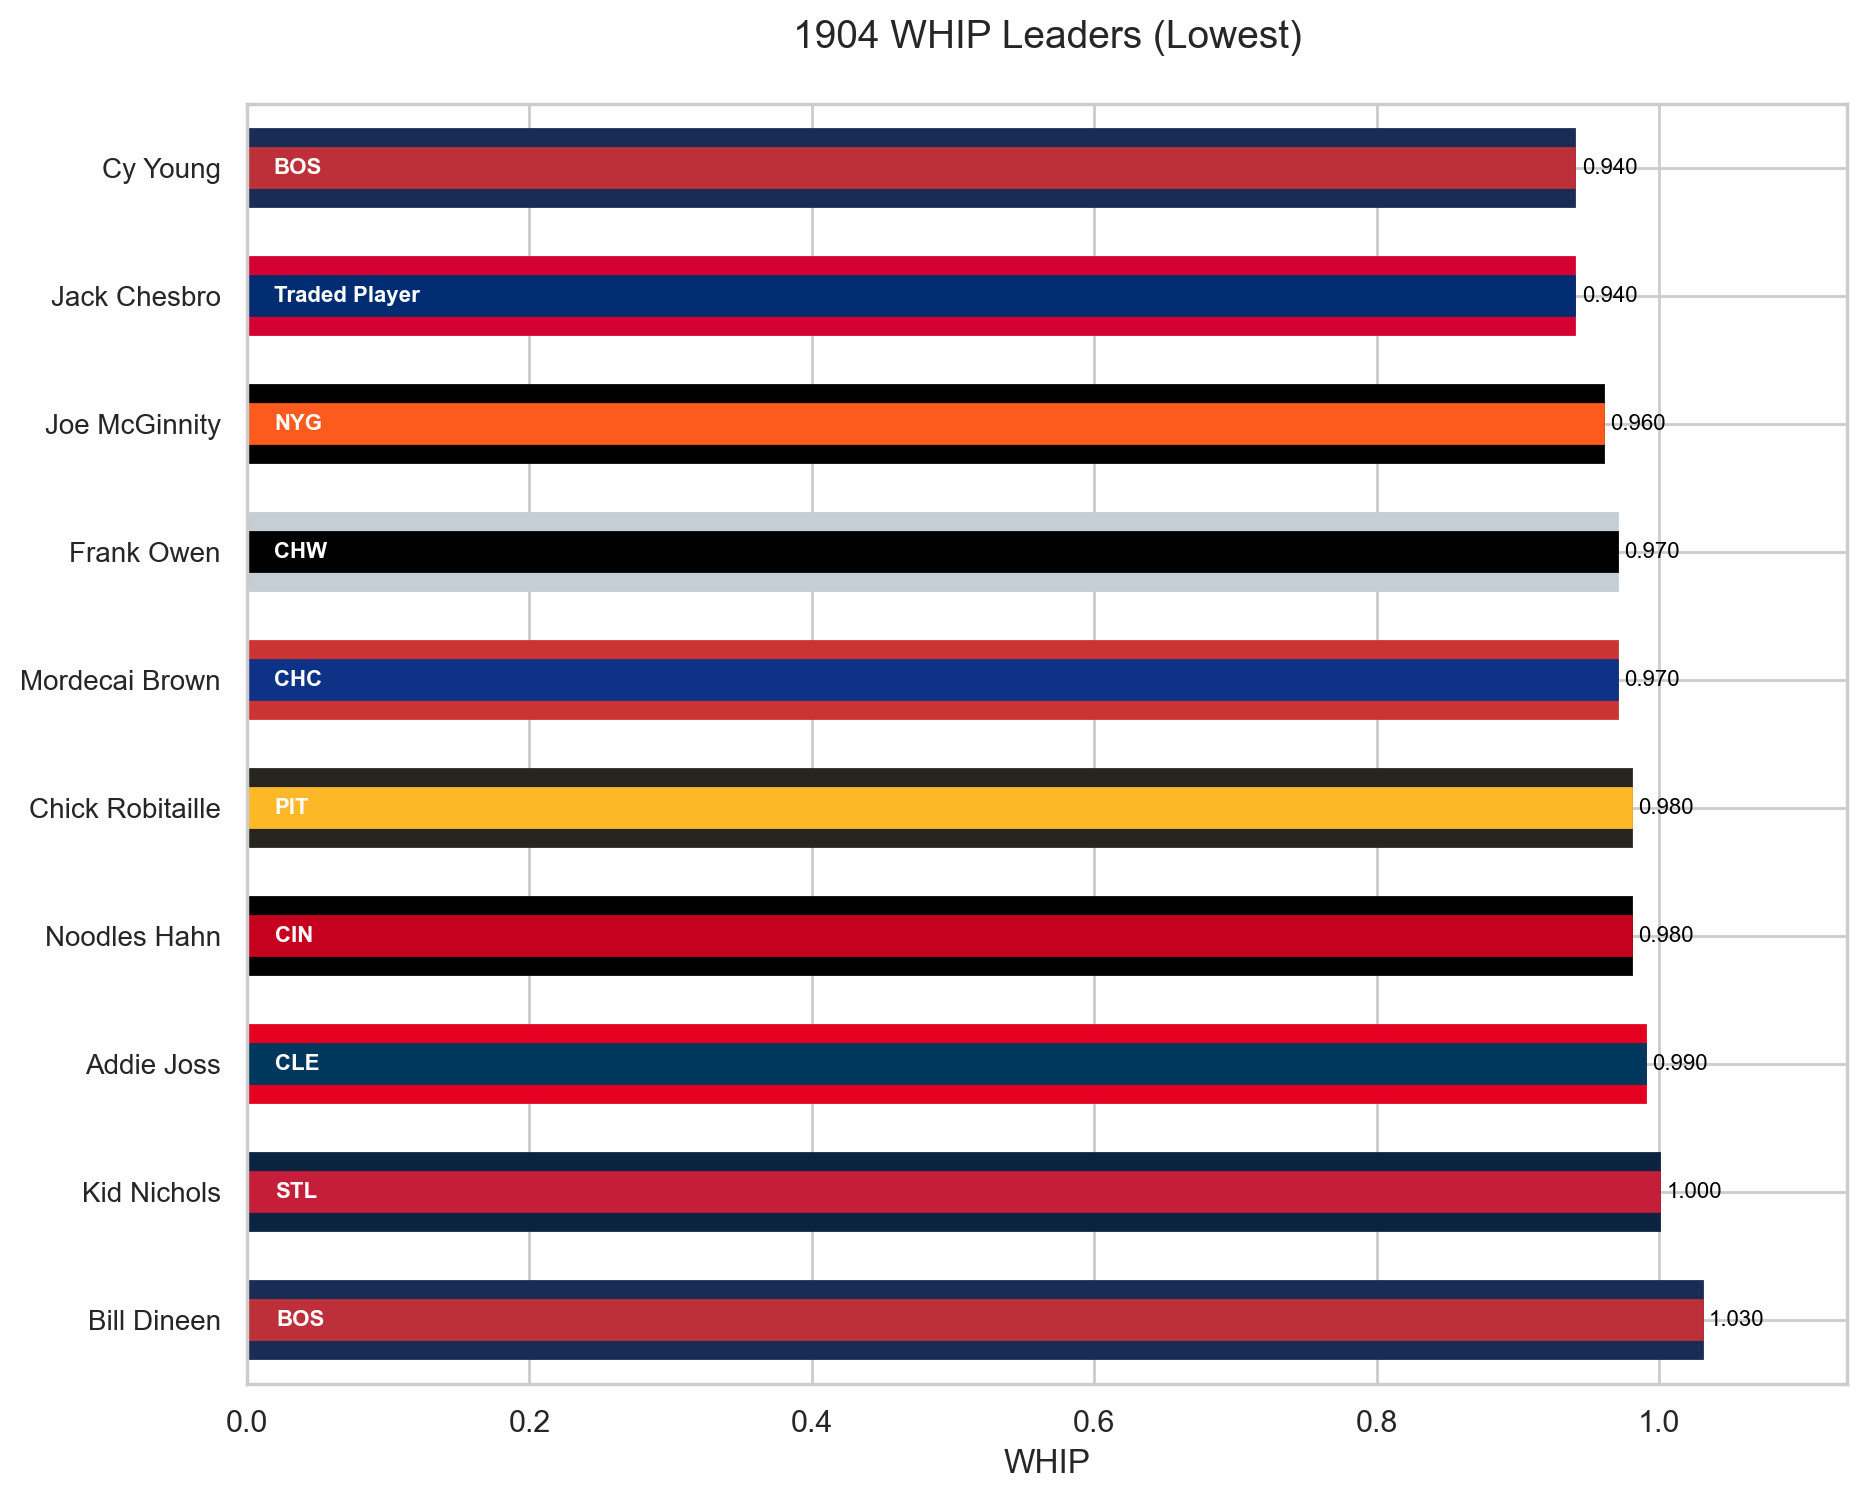 1904 WHIP Leaders (Lowest)
Cy Young BOS 0.940
Jack Chesbro Traded Player 0.940
Joe McGinnity NYG 0.960
Frank Owen CHW 0.970
Mordecai Brown CHC 0.970
Chick Robitaille PIT 0.980
Noodles Hahn CIN 0.980
Addie Joss CLE 0.990
Kid Nichols STL 1.000
Bill Dineen BOS 1.030
0.0 0.2 0.4 0.6 0.8 1.0
WHIP